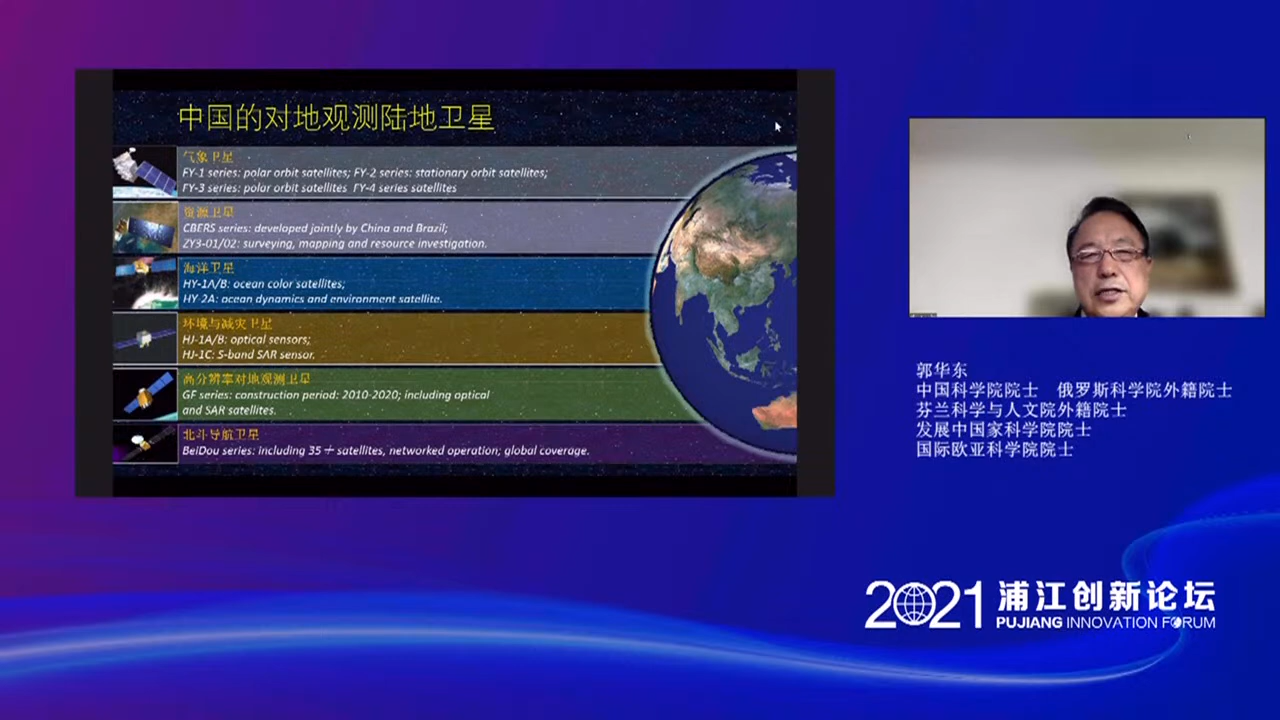 中国的对地观测陆地卫星
气象卫星
FY-1 series: polar orbit satellites; FY-2 series: stationary orbit satellites;
FY-3 series: polar orbit satellites FY-4 series satellites
资源卫星
CBERS series: developed jointly by China and Brazil;
ZY3-01/02: surveying, mapping and resource investigation.
海洋卫星
HY-1A/B: ocean color satellites;
HY-2A: ocean dynamics and environment satellite.
环境与减灾卫星
HJ-1A/B: optical sensors;
HJ-1C: S-band SAR sensor.
高分辨率对地观测卫星
GF series: construction period: 2010-2020; including optical
and SAR satellites.
北斗导航卫星
BeiDou series: including 35 + satellites, networked operation; global coverage.
郭华东
中国科学院院士 俄罗斯科学院外籍院士
芬兰科学与人文院外籍院士
发展中国家科学院院士
国际欧亚科学院院士
2021 浦江创新论坛
PUJIANG INNOVATION FORUM